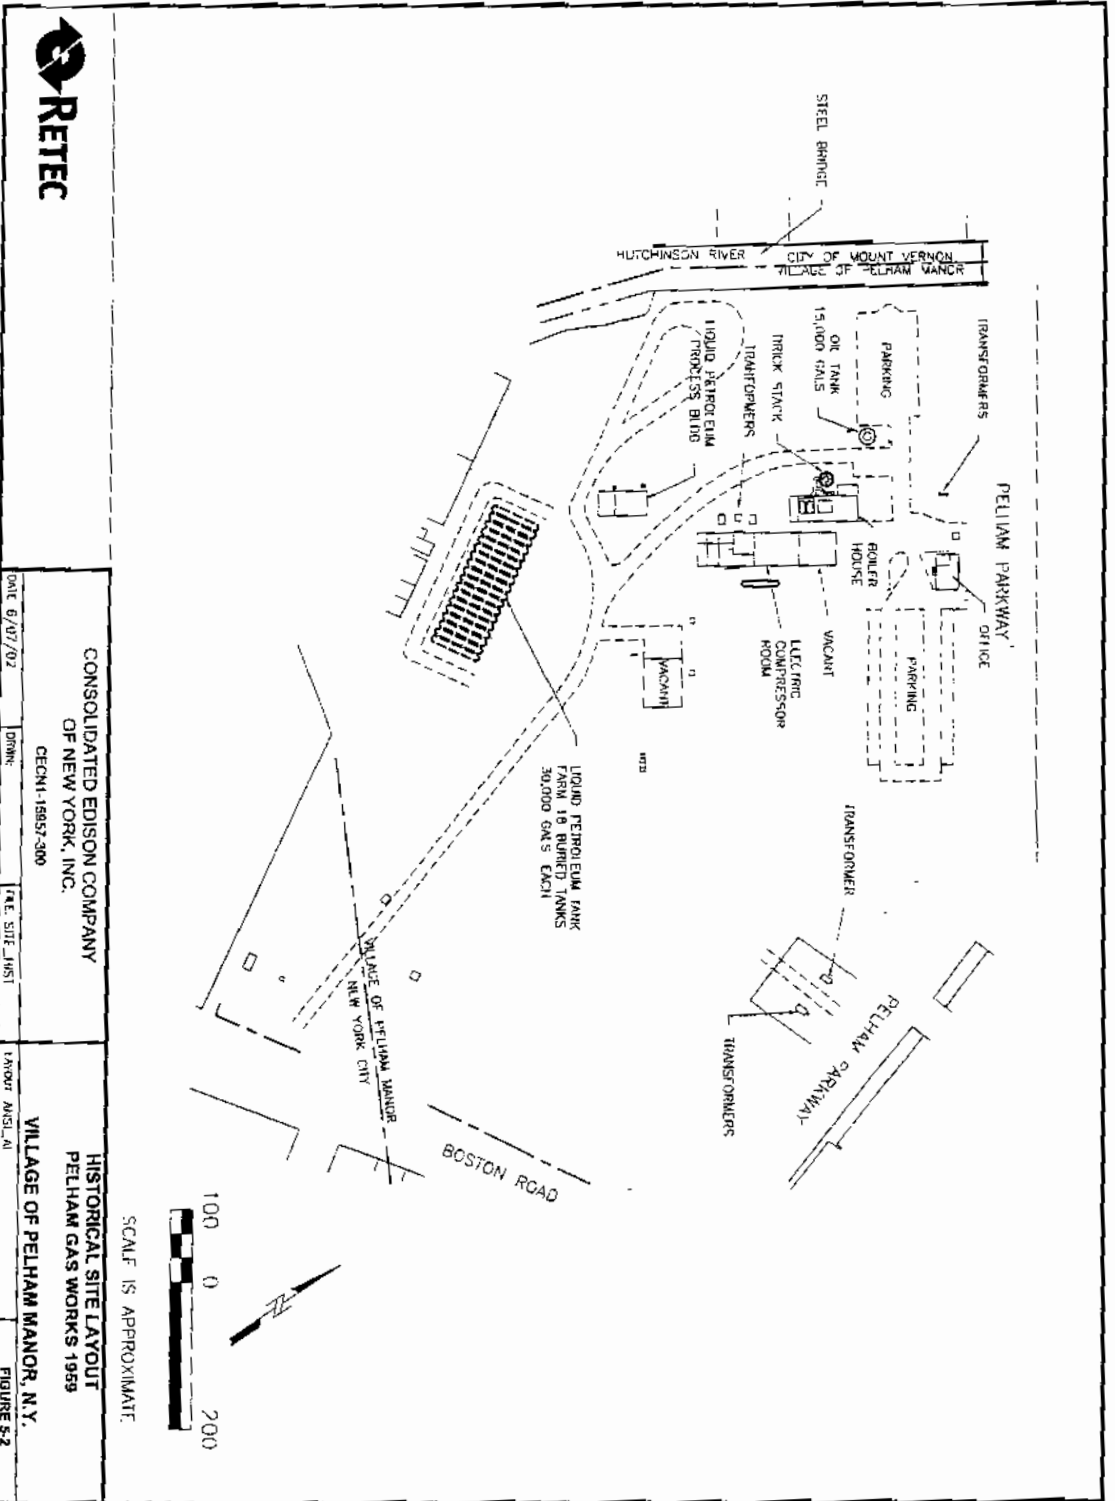 STEEL BRIDGE
HUTCHINSON RIVER
CITY OF MOUNT VERNON
VILLAGE OF PELHAM MANOR
TRANSFORMERS
PARKING
OIL TANK
15,000 GALS
BRICK STACK
TRANFORMERS
LIQUID PETROLEUM
PROCESS BLDG
PELHAM PARKWAY
OFFICE
BOILER
HOUSE
PARKING
VACANT
ELECTRIC
COMPRESSOR
ROOM
VACANT
LIQUID PETROLEUM TANK
FARM 18 BURIED TANKS
30,000 GALS EACH
TRANSFORMER
PELHAM PARKWAY
TRANSFORMERS
VILLAGE OF PELHAM MANOR
NEW YORK CITY
BOSTON ROAD
N
100 0 200
SCALE IS APPROXIMATE
RETEC
CONSOLIDATED EDISON COMPANY
OF NEW YORK, INC.
CECN1-15957-300
HISTORICAL SITE LAYOUT
PELHAM GAS WORKS 1959
VILLAGE OF PELHAM MANOR, N.Y.
DATE 6/07/02
DRWN:
FILE SITE_HIST
LAYOUT ANSI_AI
FIGURE 5-2